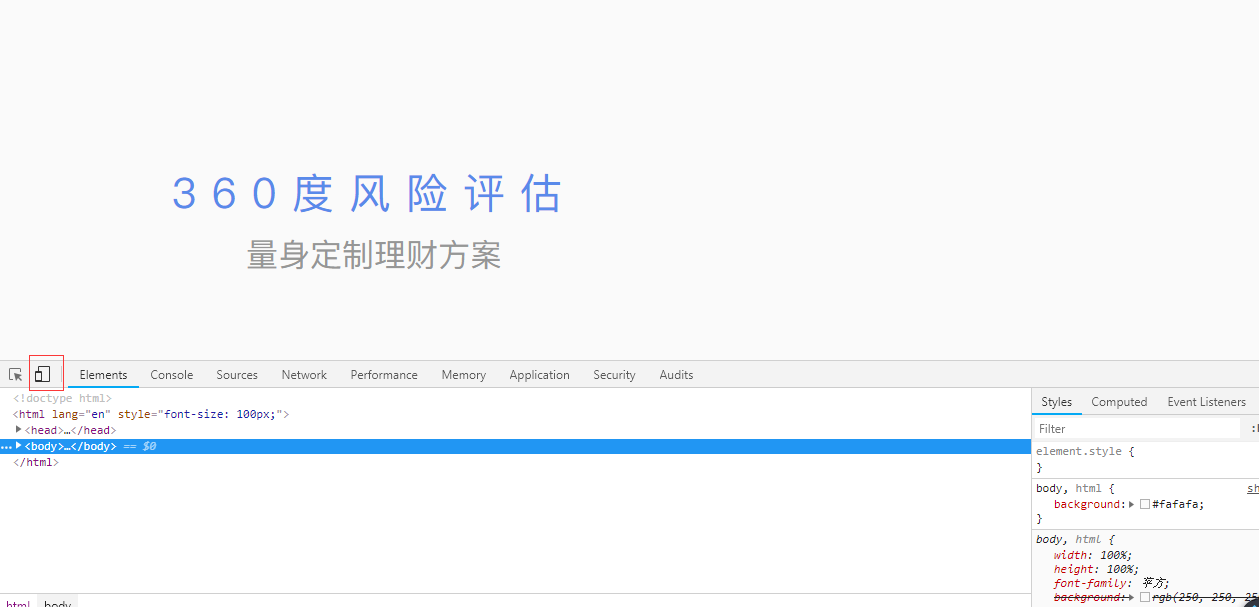 360度风险评估
量身定制理财方案
Elements Console Sources Network Performance Memory Application Security Audits
<!doctype html>
<html lang="en" style="font-size: 100px;">
<head>…</head>
… <body>…</body> == $0
</html>
html body
Styles Computed Event Listeners
Filter
element.style {
}
body, html {
background: #fafafa;
}
body, html {
width: 100%;
height: 100%;
font-family: 苹方;
background: rgb(250, 250,